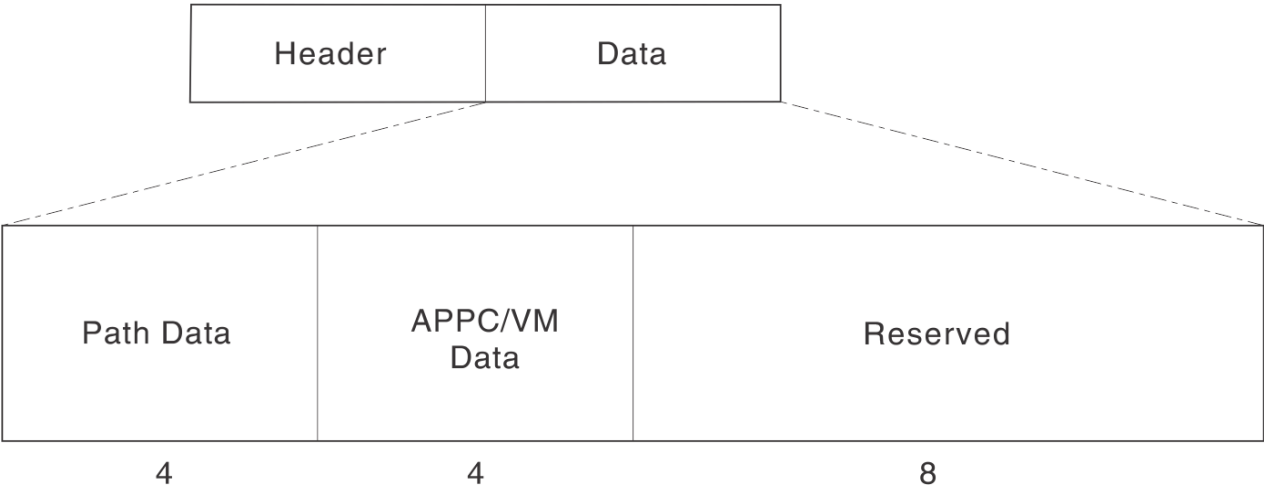 Header
Data
Path Data
APPC/VM
Data
Reserved
4
4
8